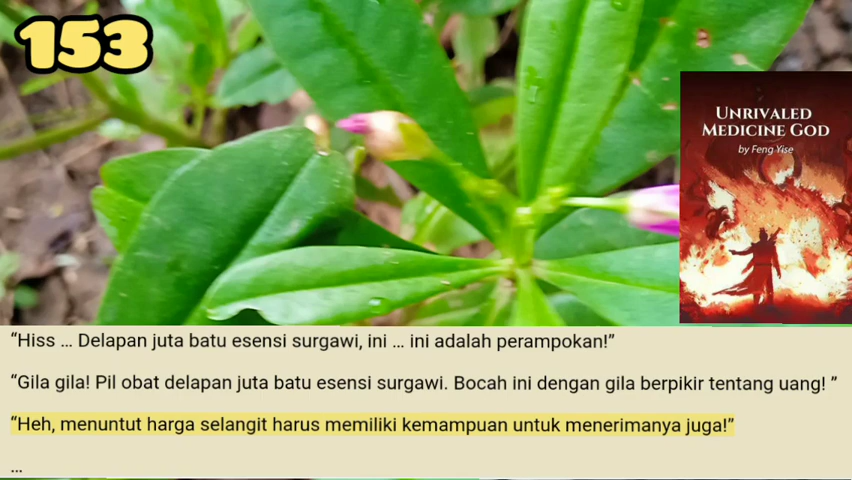 153
UNRIVALED
MEDICINE GOD
by Feng Yise
“Hiss ... Delapan juta batu esensi surgawi, ini ... ini adalah perampokan!”
“Gila gila! Pil obat delapan juta batu esensi surgawi. Bocah ini dengan gila berpikir tentang uang! ”
“Heh, menuntut harga selangit harus memiliki kemampuan untuk menerimanya juga!”
...